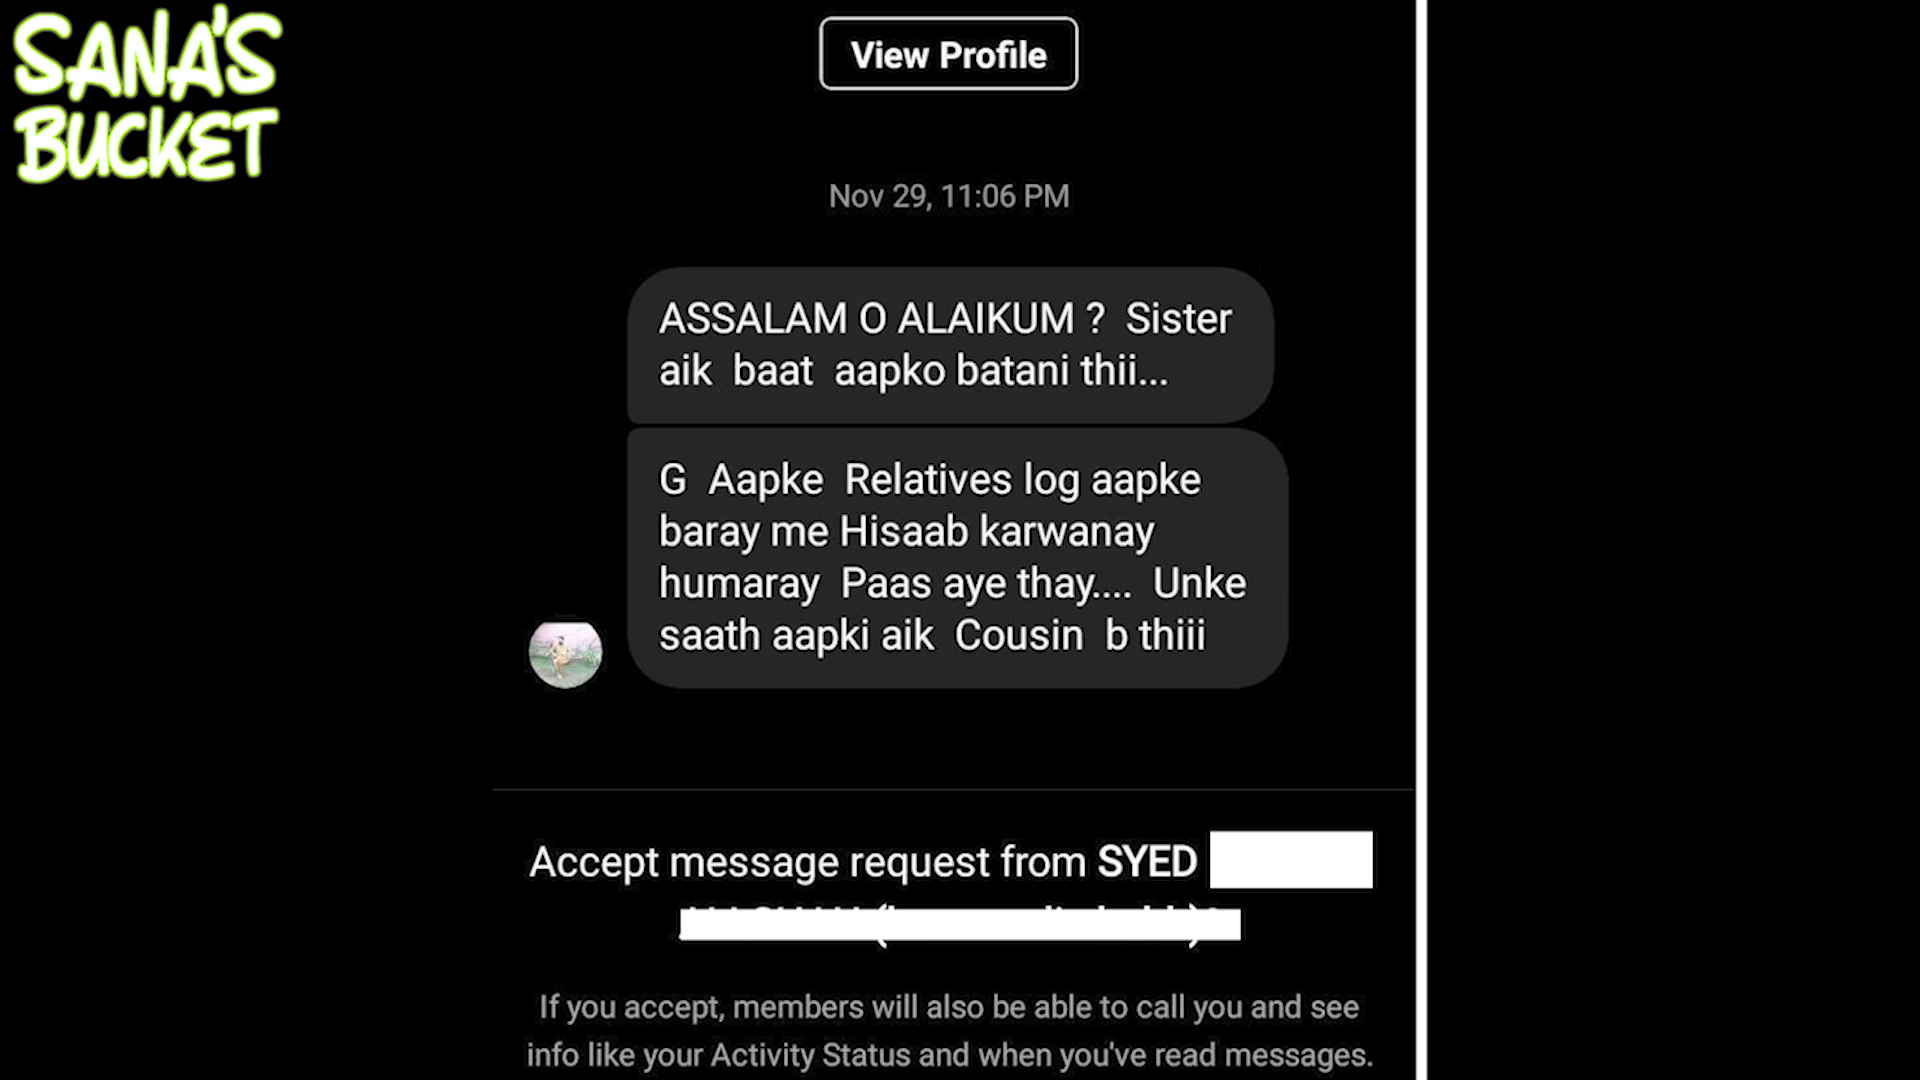 SANA'S
BUCKET
View Profile
Nov 29, 11:06 PM
ASSALAM O ALAIKUM ? Sister
aik baat aapko batani thii...
G Aapke Relatives log aapke
baray me Hisaab karwanay
humaray Paas aye thay.... Unke
saath aapki aik Cousin b thiii
Accept message request from SYED
If you accept, members will also be able to call you and see
info like your Activity Status and when you've read messages.